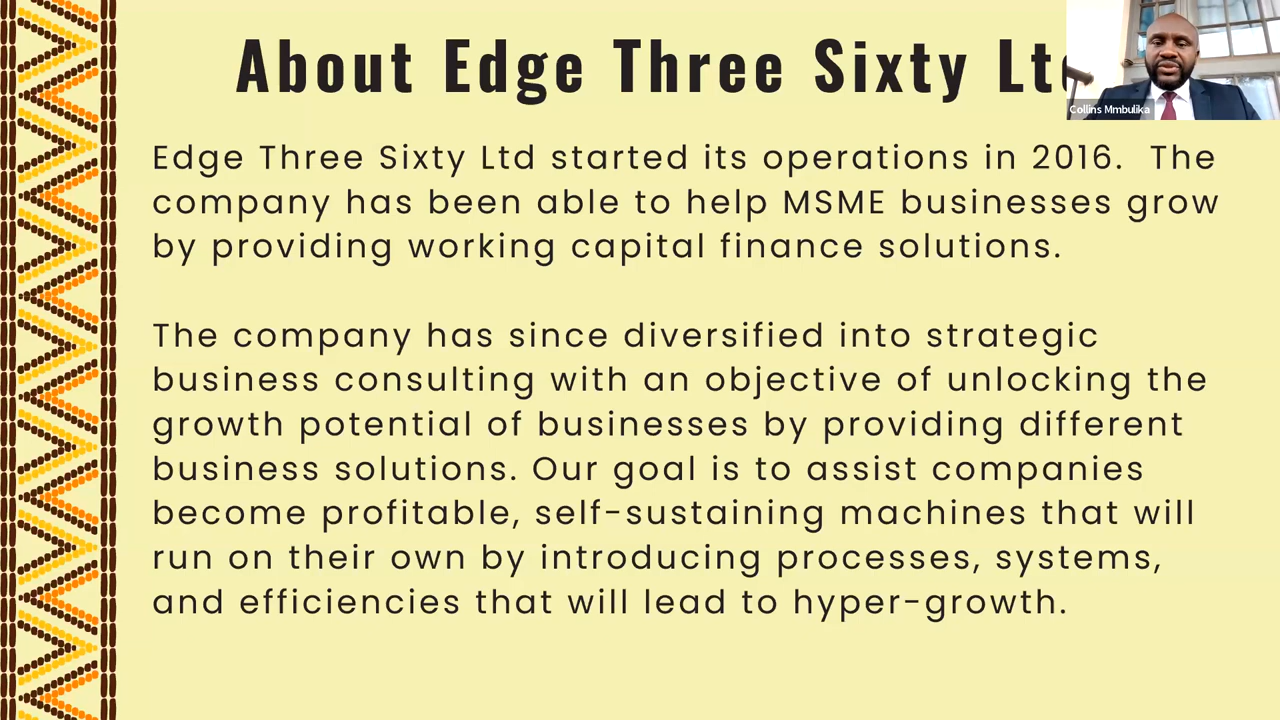 About Edge Three Sixty Ltd
Collins Mmbulika
Edge Three Sixty Ltd started its operations in 2016. The
company has been able to help MSME businesses grow
by providing working capital finance solutions.
The company has since diversified into strategic
business consulting with an objective of unlocking the
growth potential of businesses by providing different
business solutions. Our goal is to assist companies
become profitable, self-sustaining machines that will
run on their own by introducing processes, systems,
and efficiencies that will lead to hyper-growth.